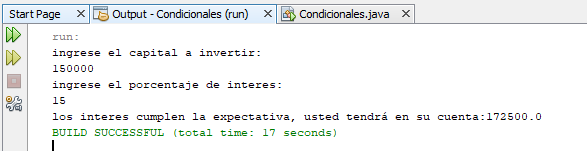 Start Page Output - Condicionales (run) Condicionales.java
run:
ingrese el capital a invertir:
150000
ingrese el porcentaje de interes:
15
los interes cumplen la expectativa, usted tendrá en su cuenta:172500.0
BUILD SUCCESSFUL (total time: 17 seconds)